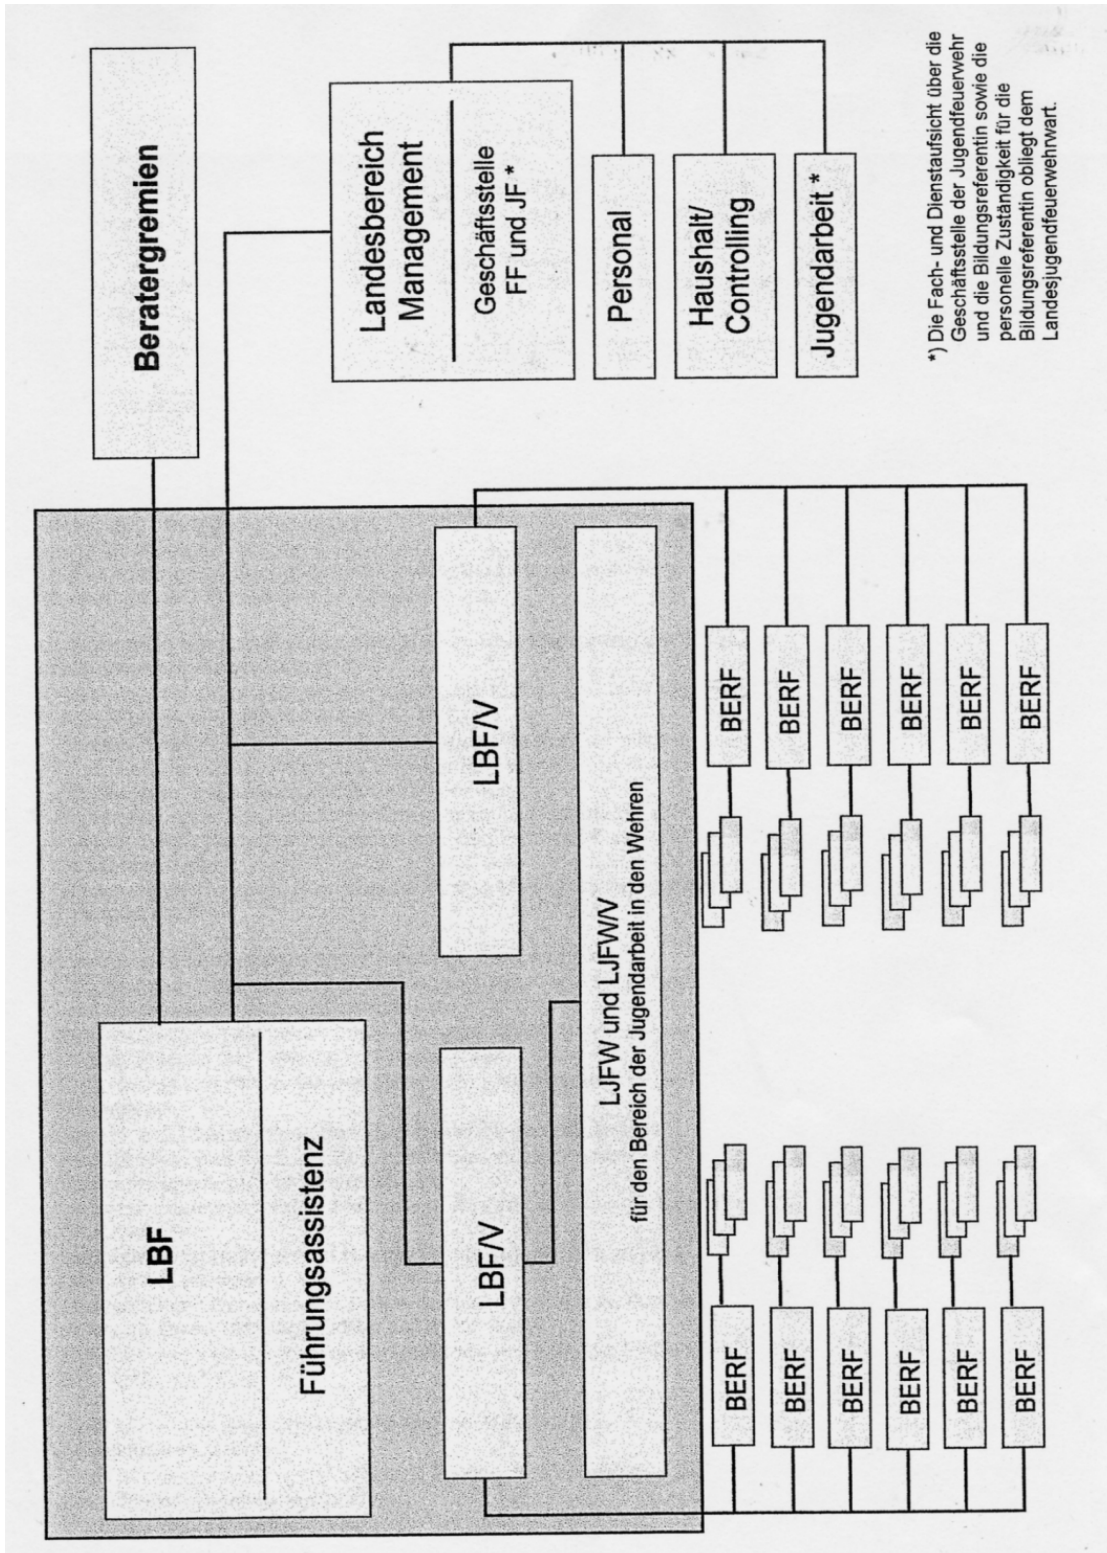 Beratergremien
LBF
Führungsassistenz
Landesbereich
Management
Geschäftsstelle
FF und JF *
Personal
Haushalt/
Controlling
Jugendarbeit *
LBF/V
LBF/V
LJFW und LJFW/V
für den Bereich der Jugendarbeit in den Wehren
BERF
BERF
BERF
BERF
BERF
BERF
BERF
BERF
BERF
BERF
BERF
BERF
*) Die Fach- und Dienstaufsicht über die
Geschäftsstelle der Jugendfeuerwehr
und die Bildungsreferentin sowie die
personelle Zuständigkeit für die
Bildungsreferentin obliegt dem
Landesjugendfeuerwehrwart.